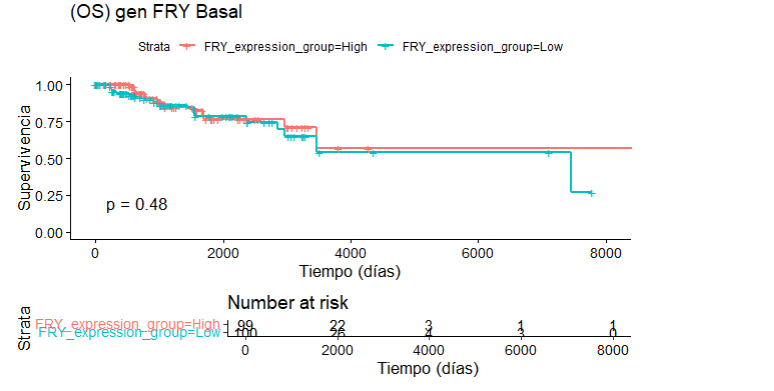 (OS) gen FRY Basal
Strata FRY_expression_group=High FRY_expression_group=Low
1.00
0.75
0.50
0.25
0.00
Supervivencia
p = 0.48
0 2000 4000 6000 8000
Tiempo (días)
Number at risk
Strata
FRY_expression_group=High 99 22 3 1 1
FRY_expression_group=Low 100 4 3 0
0 2000 4000 6000 8000
Tiempo (días)